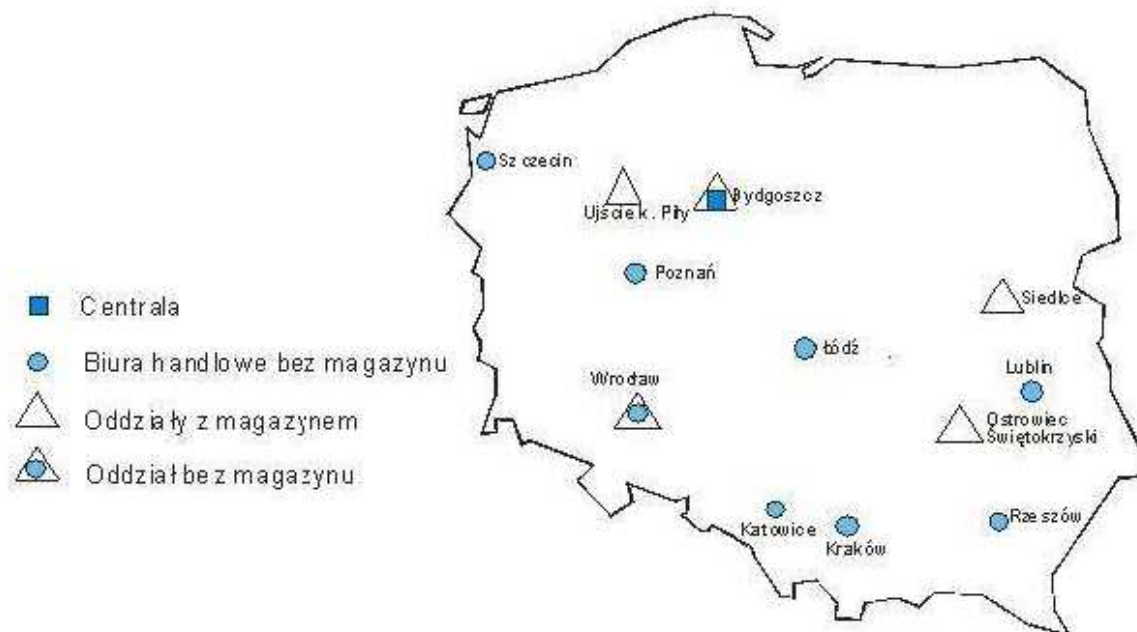 Centrala
Biura handlowe bez magazynu
Oddziały z magazynem
Oddział bez magazynu
Szczecin
Ujście k. Piły
Bydgoszcz
Poznań
Siedlce
Łódź
Lublin
Wrocław
Ostrowiec
Świętokrzyski
Katowice
Kraków
Rzeszów